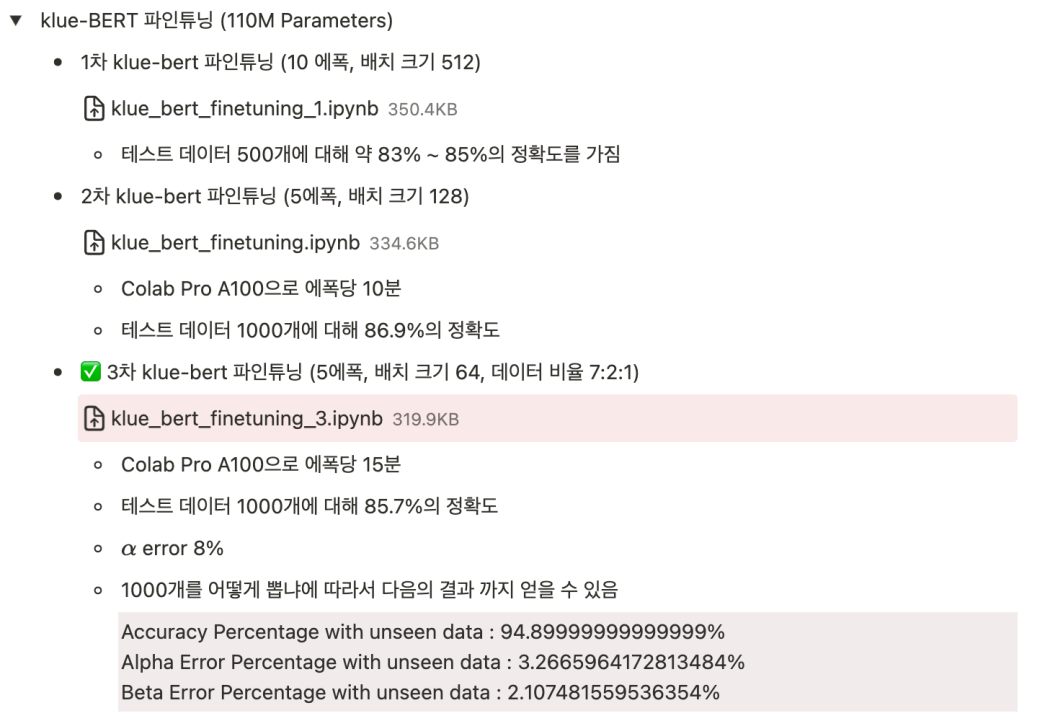 klue-BERT 파인튜닝 (110M Parameters)
1차 klue-bert 파인튜닝 (10 에폭, 배치 크기 512)
klue_bert_finetuning_1.ipynb 350.4KB
테스트 데이터 500개에 대해 약 83% ~ 85%의 정확도를 가짐
2차 klue-bert 파인튜닝 (5에폭, 배치 크기 128)
klue_bert_finetuning.ipynb 334.6KB
Colab Pro A100으로 에폭당 10분
테스트 데이터 1000개에 대해 86.9%의 정확도
✅ 3차 klue-bert 파인튜닝 (5에폭, 배치 크기 64, 데이터 비율 7:2:1)
klue_bert_finetuning_3.ipynb 319.9KB
Colab Pro A100으로 에폭당 15분
테스트 데이터 1000개에 대해 85.7%의 정확도
α error 8%
1000개를 어떻게 뽑냐에 따라서 다음의 결과 까지 얻을 수 있음
Accuracy Percentage with unseen data : 94.89999999999999%
Alpha Error Percentage with unseen data : 3.2665964172813484%
Beta Error Percentage with unseen data : 2.107481559536354%